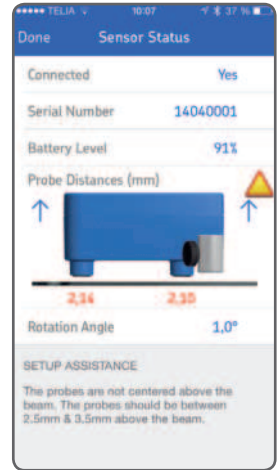 TELIA 10:07 37 %
Done Sensor Status
Connected Yes
Serial Number 14040001
Battery Level 91%
Probe Distances (mm)
2,14 2,10
Rotation Angle 1,0°
SETUP ASSISTANCE
The probes are not centered above the
beam. The probes should be between
2.5mm & 3.5mm above the beam.